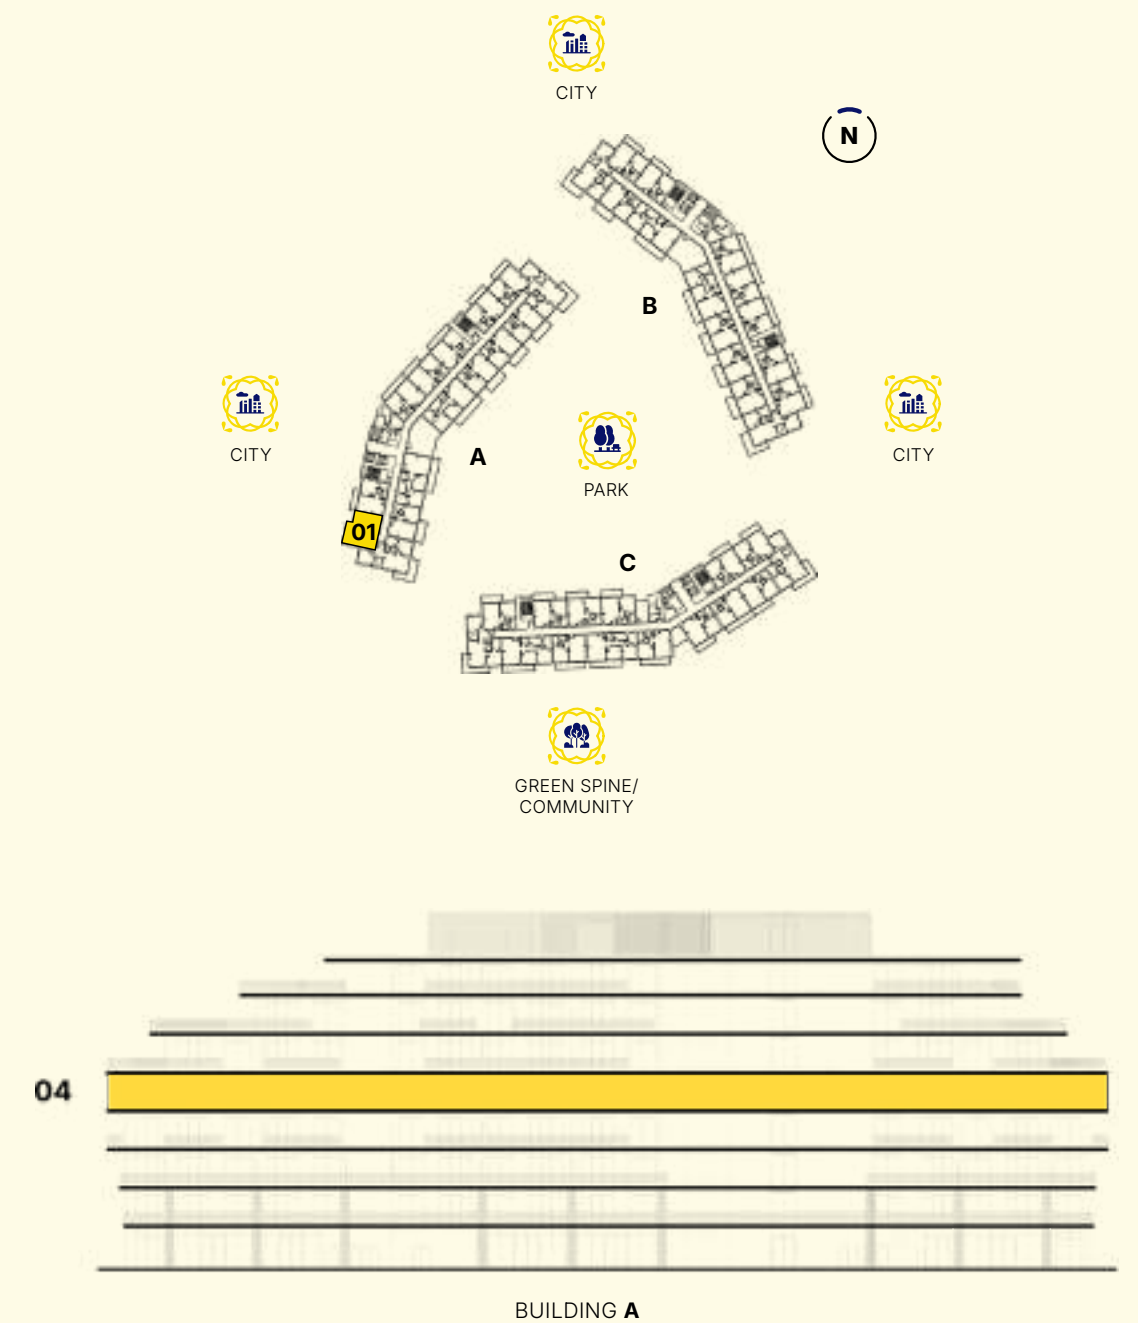 CITY
N
B
CITY
CITY
A
PARK
01
C
GREEN SPINE/
COMMUNITY
04
BUILDING A